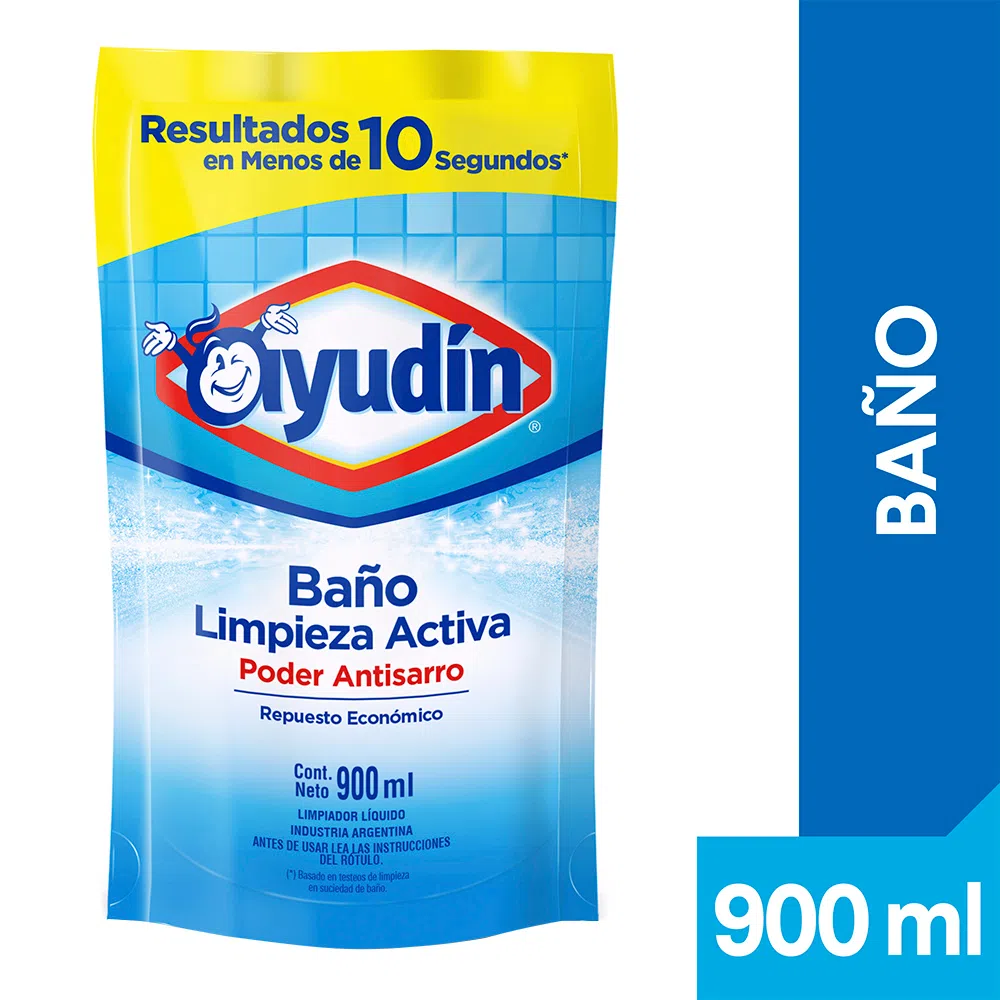 Resultados
en Menos de 10 Segundos*
ayudín
®
Baño
Limpieza Activa
Poder Antisarro
Repuesto Económico
Cont.
Neto 900 ml
LIMPIADOR LÍQUIDO
INDUSTRIA ARGENTINA
ANTES DE USAR LEA LAS INSTRUCCIONES
DEL RÓTULO.
(*) Basado en testeos de limpieza
en suciedad de baño.
BAÑO
900 ml